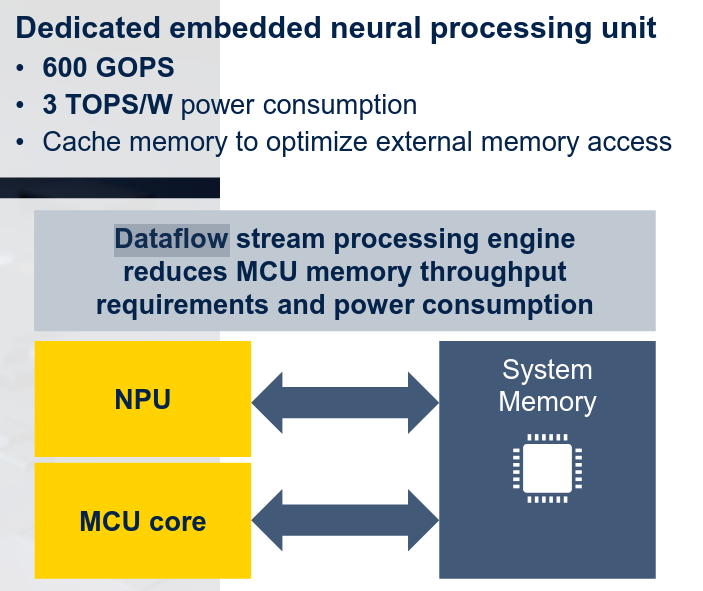 Dedicated embedded neural processing unit
• 600 GOPS
• 3 TOPS/W power consumption
• Cache memory to optimize external memory access
Dataflow stream processing engine
reduces MCU memory throughput
requirements and power consumption
NPU
System
Memory
MCU core